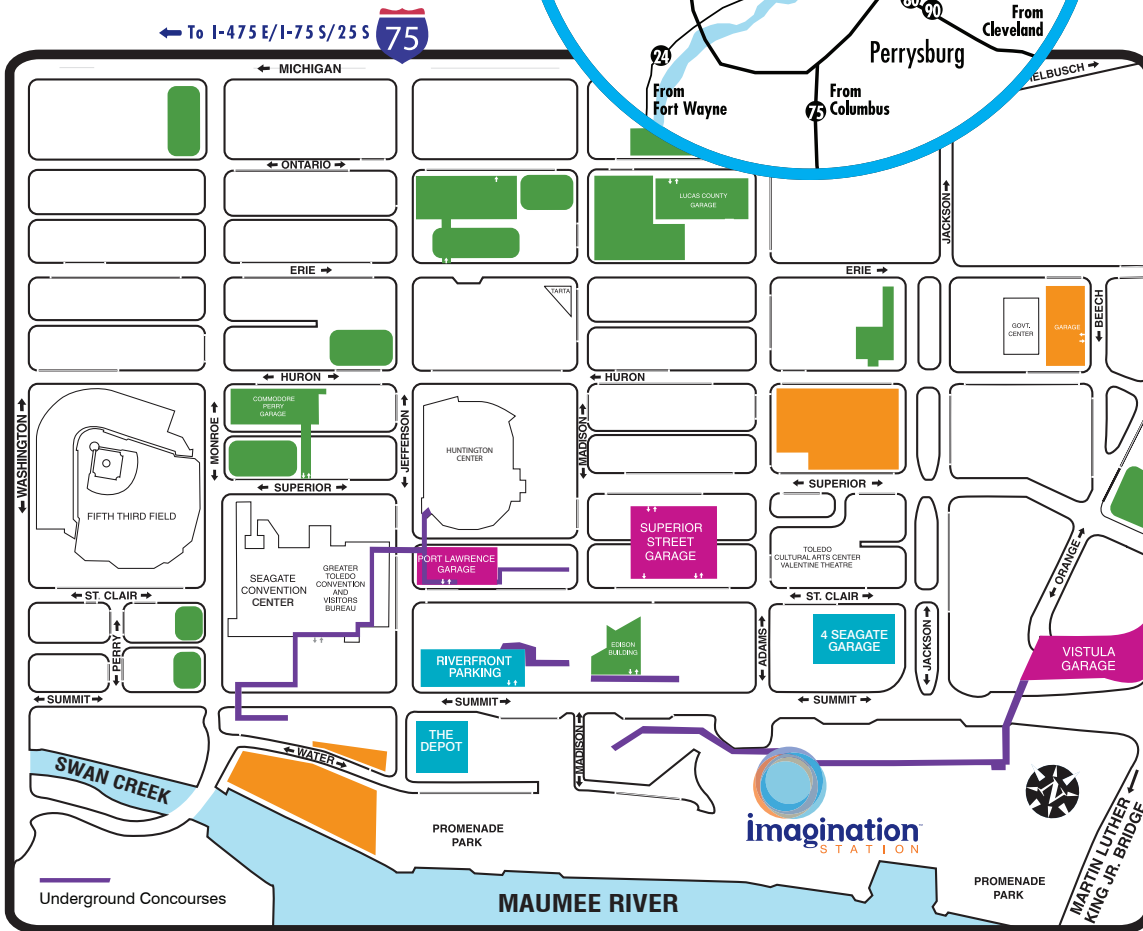 ← To I-475 E/I-75 S/25 S
75
80
90
From
Cleveland
Perrysburg
24
From
Fort Wayne
75
From
Columbus
← MICHIGAN
ELBUSCH →
← ONTARIO →
LUCAS COUNTY
GARAGE
← JACKSON →
ERIE →
ERIE →
TARTA
GOVT.
CENTER
GARAGE
BEECH →
← HURON →
← HURON
COMMODORE
PERRY
GARAGE
← WASHINGTON →
← MONROE →
← JEFFERSON →
HUNTINGTON
CENTER
← MADISON →
← SUPERIOR →
← SUPERIOR →
FIFTH THIRD FIELD
SUPERIOR
STREET
GARAGE
TOLEDO
CULTURAL ARTS CENTER
VALENTINE THEATRE
← ORANGE →
PORT LAWRENCE
GARAGE
SEAGATE
CONVENTION
CENTER
GREATER
TOLEDO
CONVENTION
AND
VISITORS
BUREAU
← ST. CLAIR →
← ST. CLAIR →
← PERRY →
EDISON
BUILDING
← ADAMS →
4 SEAGATE
GARAGE
← JACKSON →
VISTULA
GARAGE
RIVERFRONT
PARKING
← SUMMIT →
← SUMMIT →
← SUMMIT →
THE
DEPOT
← MADISON →
← WATER →
SWAN CREEK
N
imagination
STATION
PROMENADE
PARK
PROMENADE
PARK
MARTIN LUTHER
KING JR. BRIDGE
Underground Concourses
MAUMEE RIVER